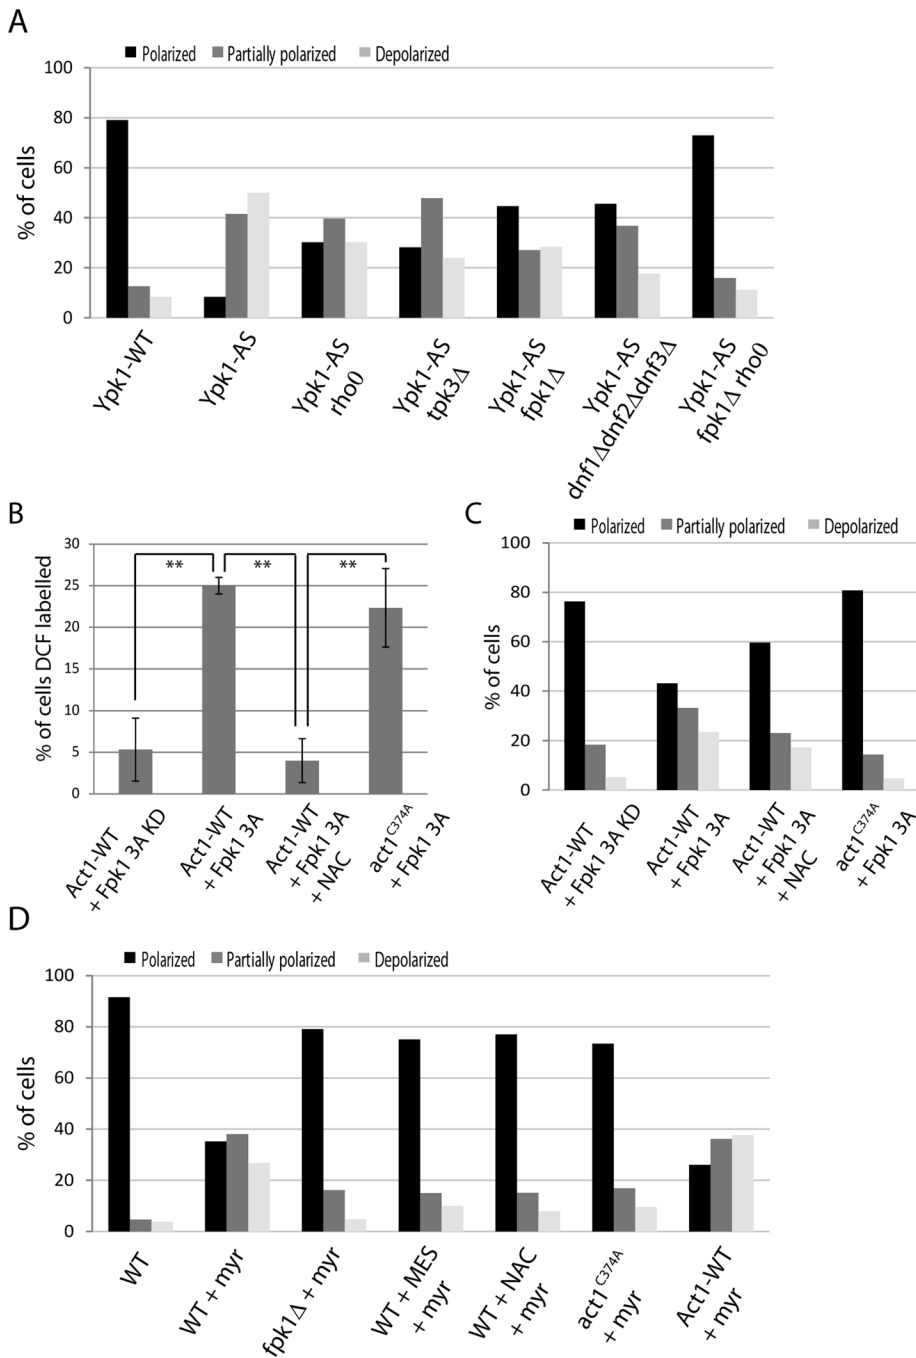 A
Polarized Partially polarized Depolarized
100
80
60
40
20
0
% of cells
Ypk1-WT
Ypk1-AS
Ypk1-AS
rho0
Ypk1-AS
tpk3Δ
Ypk1-AS
fpk1Δ
Ypk1-AS
dnf1Δdnf2Δdnf3Δ
Ypk1-AS
fpk1Δ rho0
B
30
25
20
15
10
5
0
% of cells DCF labelled
** ** **
Act1-WT
+ Fpk1 3A KD
Act1-WT
+ Fpk1 3A
Act1-WT
+ Fpk1 3A
+ NAC
act1C374A
+ Fpk1 3A
C
Polarized Partially polarized Depolarized
100
80
60
40
20
0
% of cells
Act1-WT
+ Fpk1 3A KD
Act1-WT
+ Fpk1 3A
Act1-WT
+ Fpk1 3A
+ NAC
act1C374A
+ Fpk1 3A
D
Polarized Partially polarized Depolarized
100
80
60
40
20
0
% of cells
WT
WT + myr
fpk1Δ + myr
WT + MES
+ myr
WT + NAC
+ myr
act1C374A
+ myr
Act1-WT
+ myr